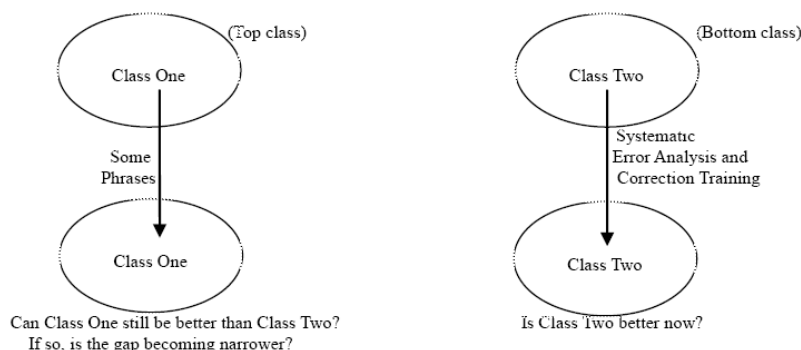 (Top class)
Class One
Some
Phrases
Class One
Can Class One still be better than Class Two?
If so, is the gap becoming narrower?
(Bottom class)
Class Two
Systematic
Error Analysis and
Correction Training
Class Two
Is Class Two better now?